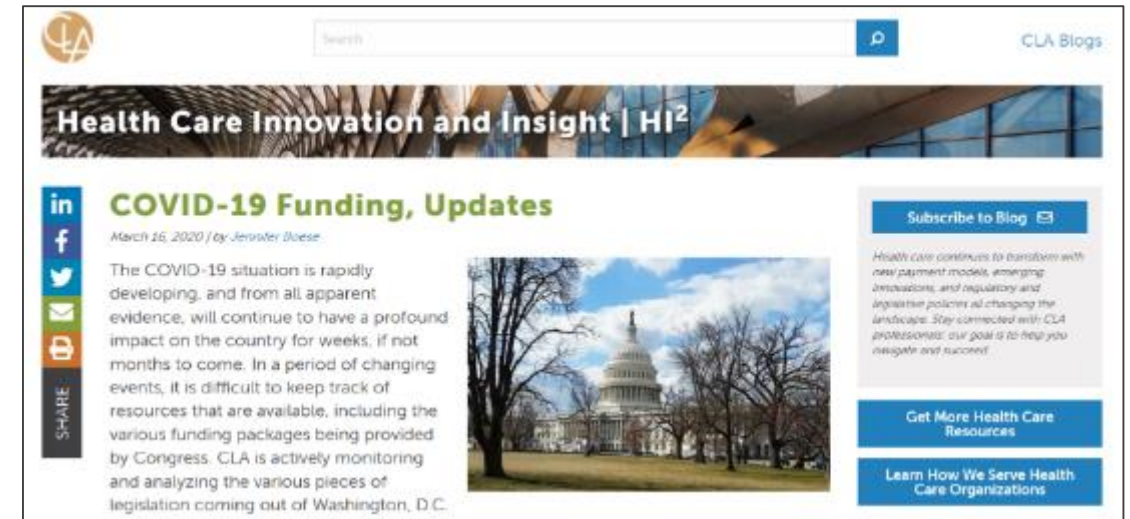 CLA
Search
CLA Blogs
Health Care Innovation and Insight | HI²
COVID-19 Funding, Updates
March 16, 2020 / by Jennifer Boese
The COVID-19 situation is rapidly
developing, and from all apparent
evidence, will continue to have a profound
impact on the country for weeks, if not
months to come. In a period of changing
events, it is difficult to keep track of
resources that are available, including the
various funding packages being provided
by Congress. CLA is actively monitoring
and analyzing the various pieces of
legislation coming out of Washington, D.C.
SHARE
Subscribe to Blog
Health care continues to transform with
new payment models, emerging
innovations, and regulatory and
legislative policies all changing the
landscape. Stay connected with CLA
professionals; our goal is to help you
navigate and succeed.
Get More Health Care
Resources
Learn How We Serve Health
Care Organizations